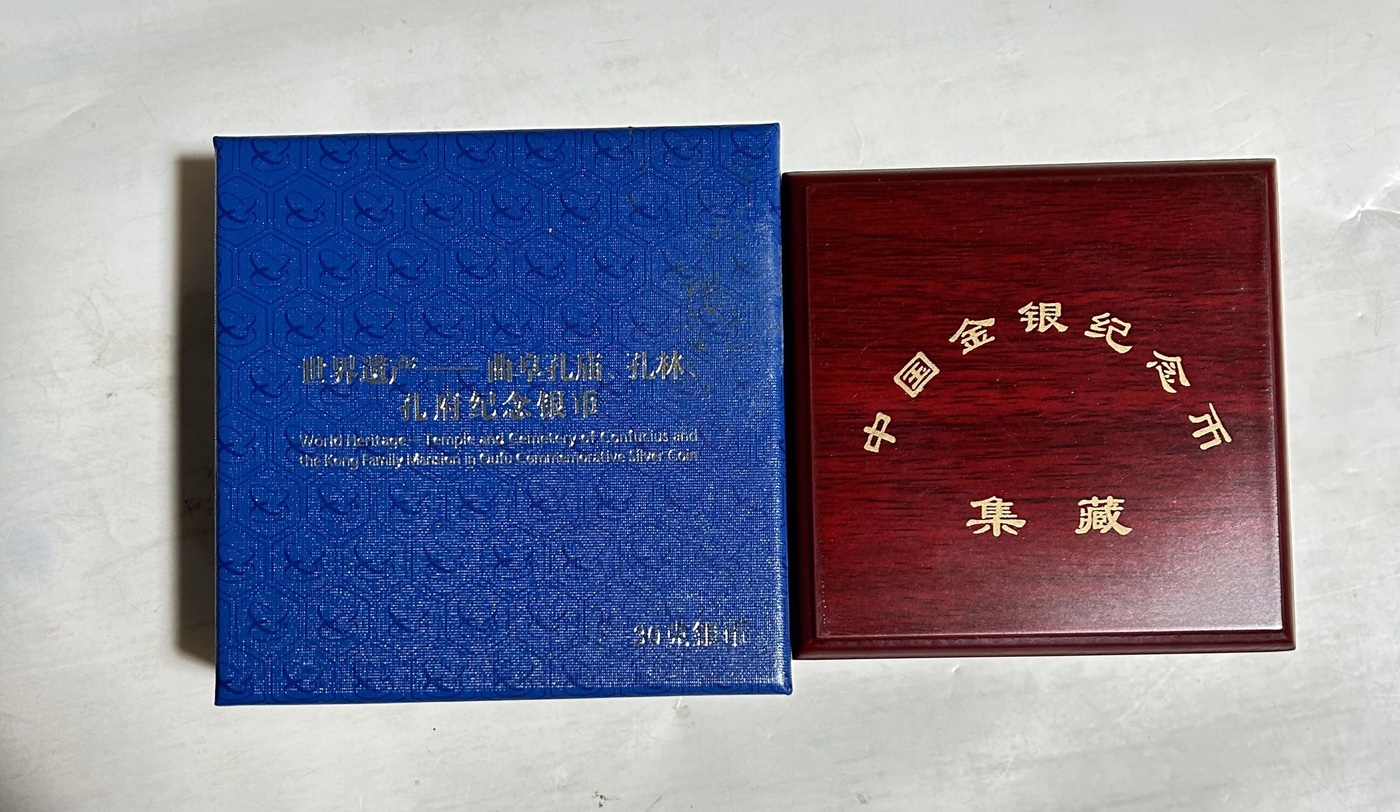 世界遗产——曲阜孔庙、孔林、
孔府纪念银币
World Heritage—Temple and Cemetery of Confucius and
the Kong Family Mansion in Qufu Commemorative Silver Coin
30克银币
中国金银纪念币
集藏